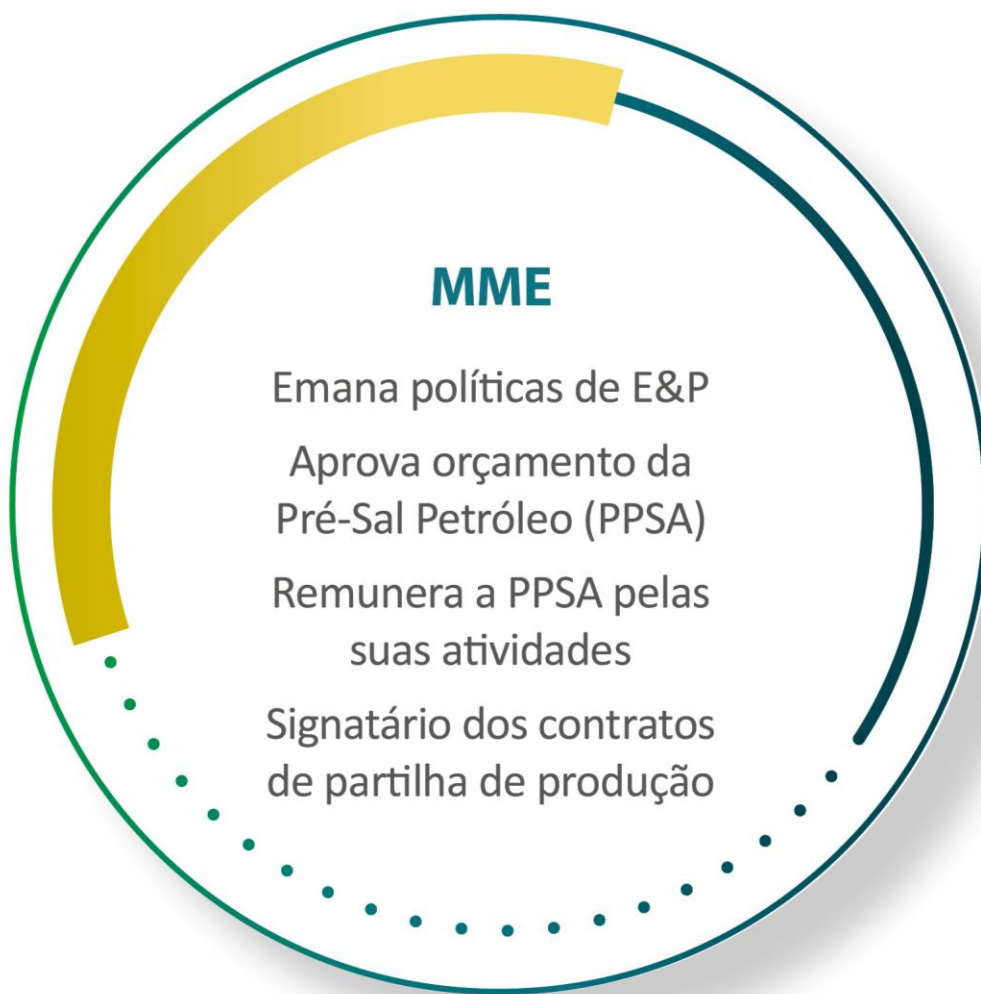 MME
Emana políticas de E&P
Aprova orçamento da
Pré-Sal Petróleo (PPSA)
Remunera a PPSA pelas
suas atividades
Signatário dos contratos
de partilha de produção